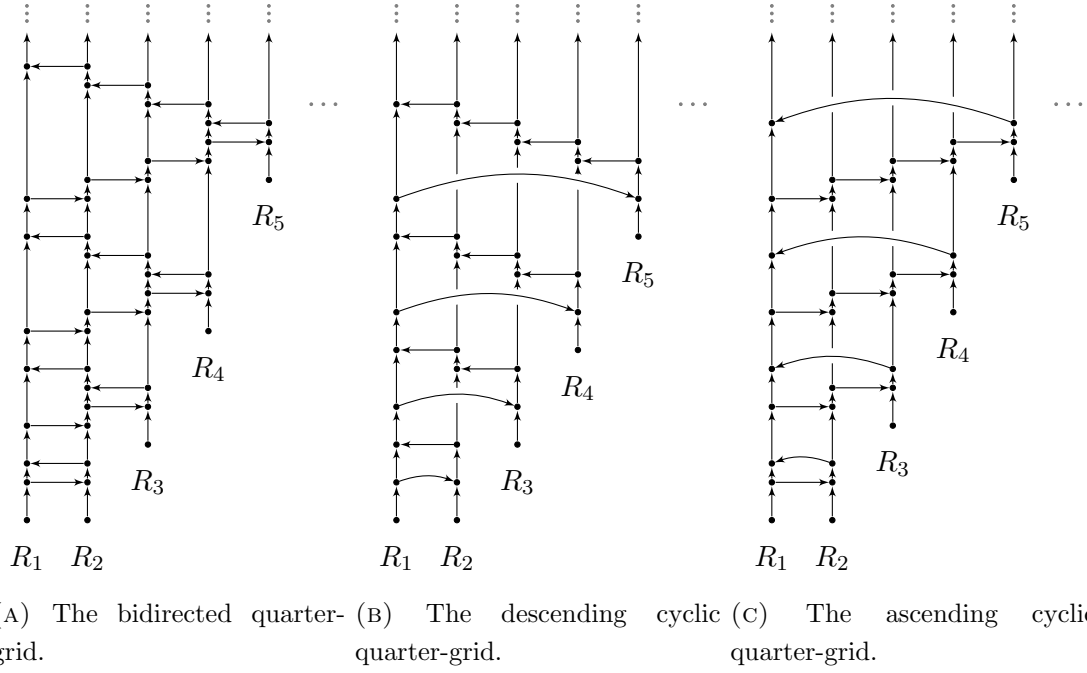 R₅
R₄
R₃
R₁ R₂
(A) The bidirected quarter-
grid.
R₅
R₄
R₃
R₁ R₂
(B) The descending cyclic
quarter-grid.
R₅
R₄
R₃
R₁ R₂
(C) The ascending cyclic
quarter-grid.